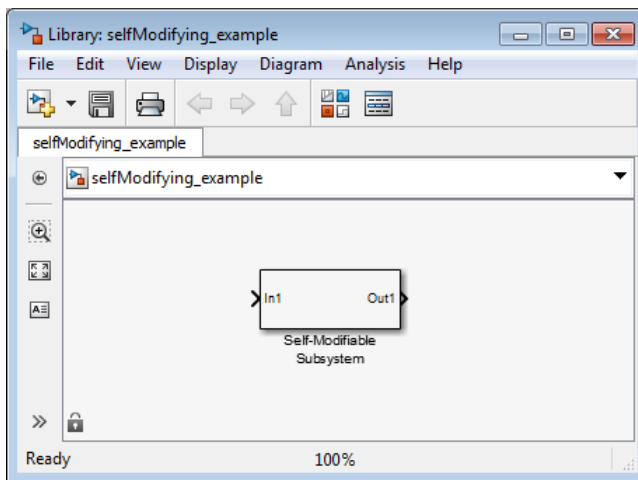 Library: selfModifying_example
File Edit View Display Diagram Analysis Help
selfModifying_example
selfModifying_example
In1 Out1
Self-Modifiable
Subsystem
Ready 100%